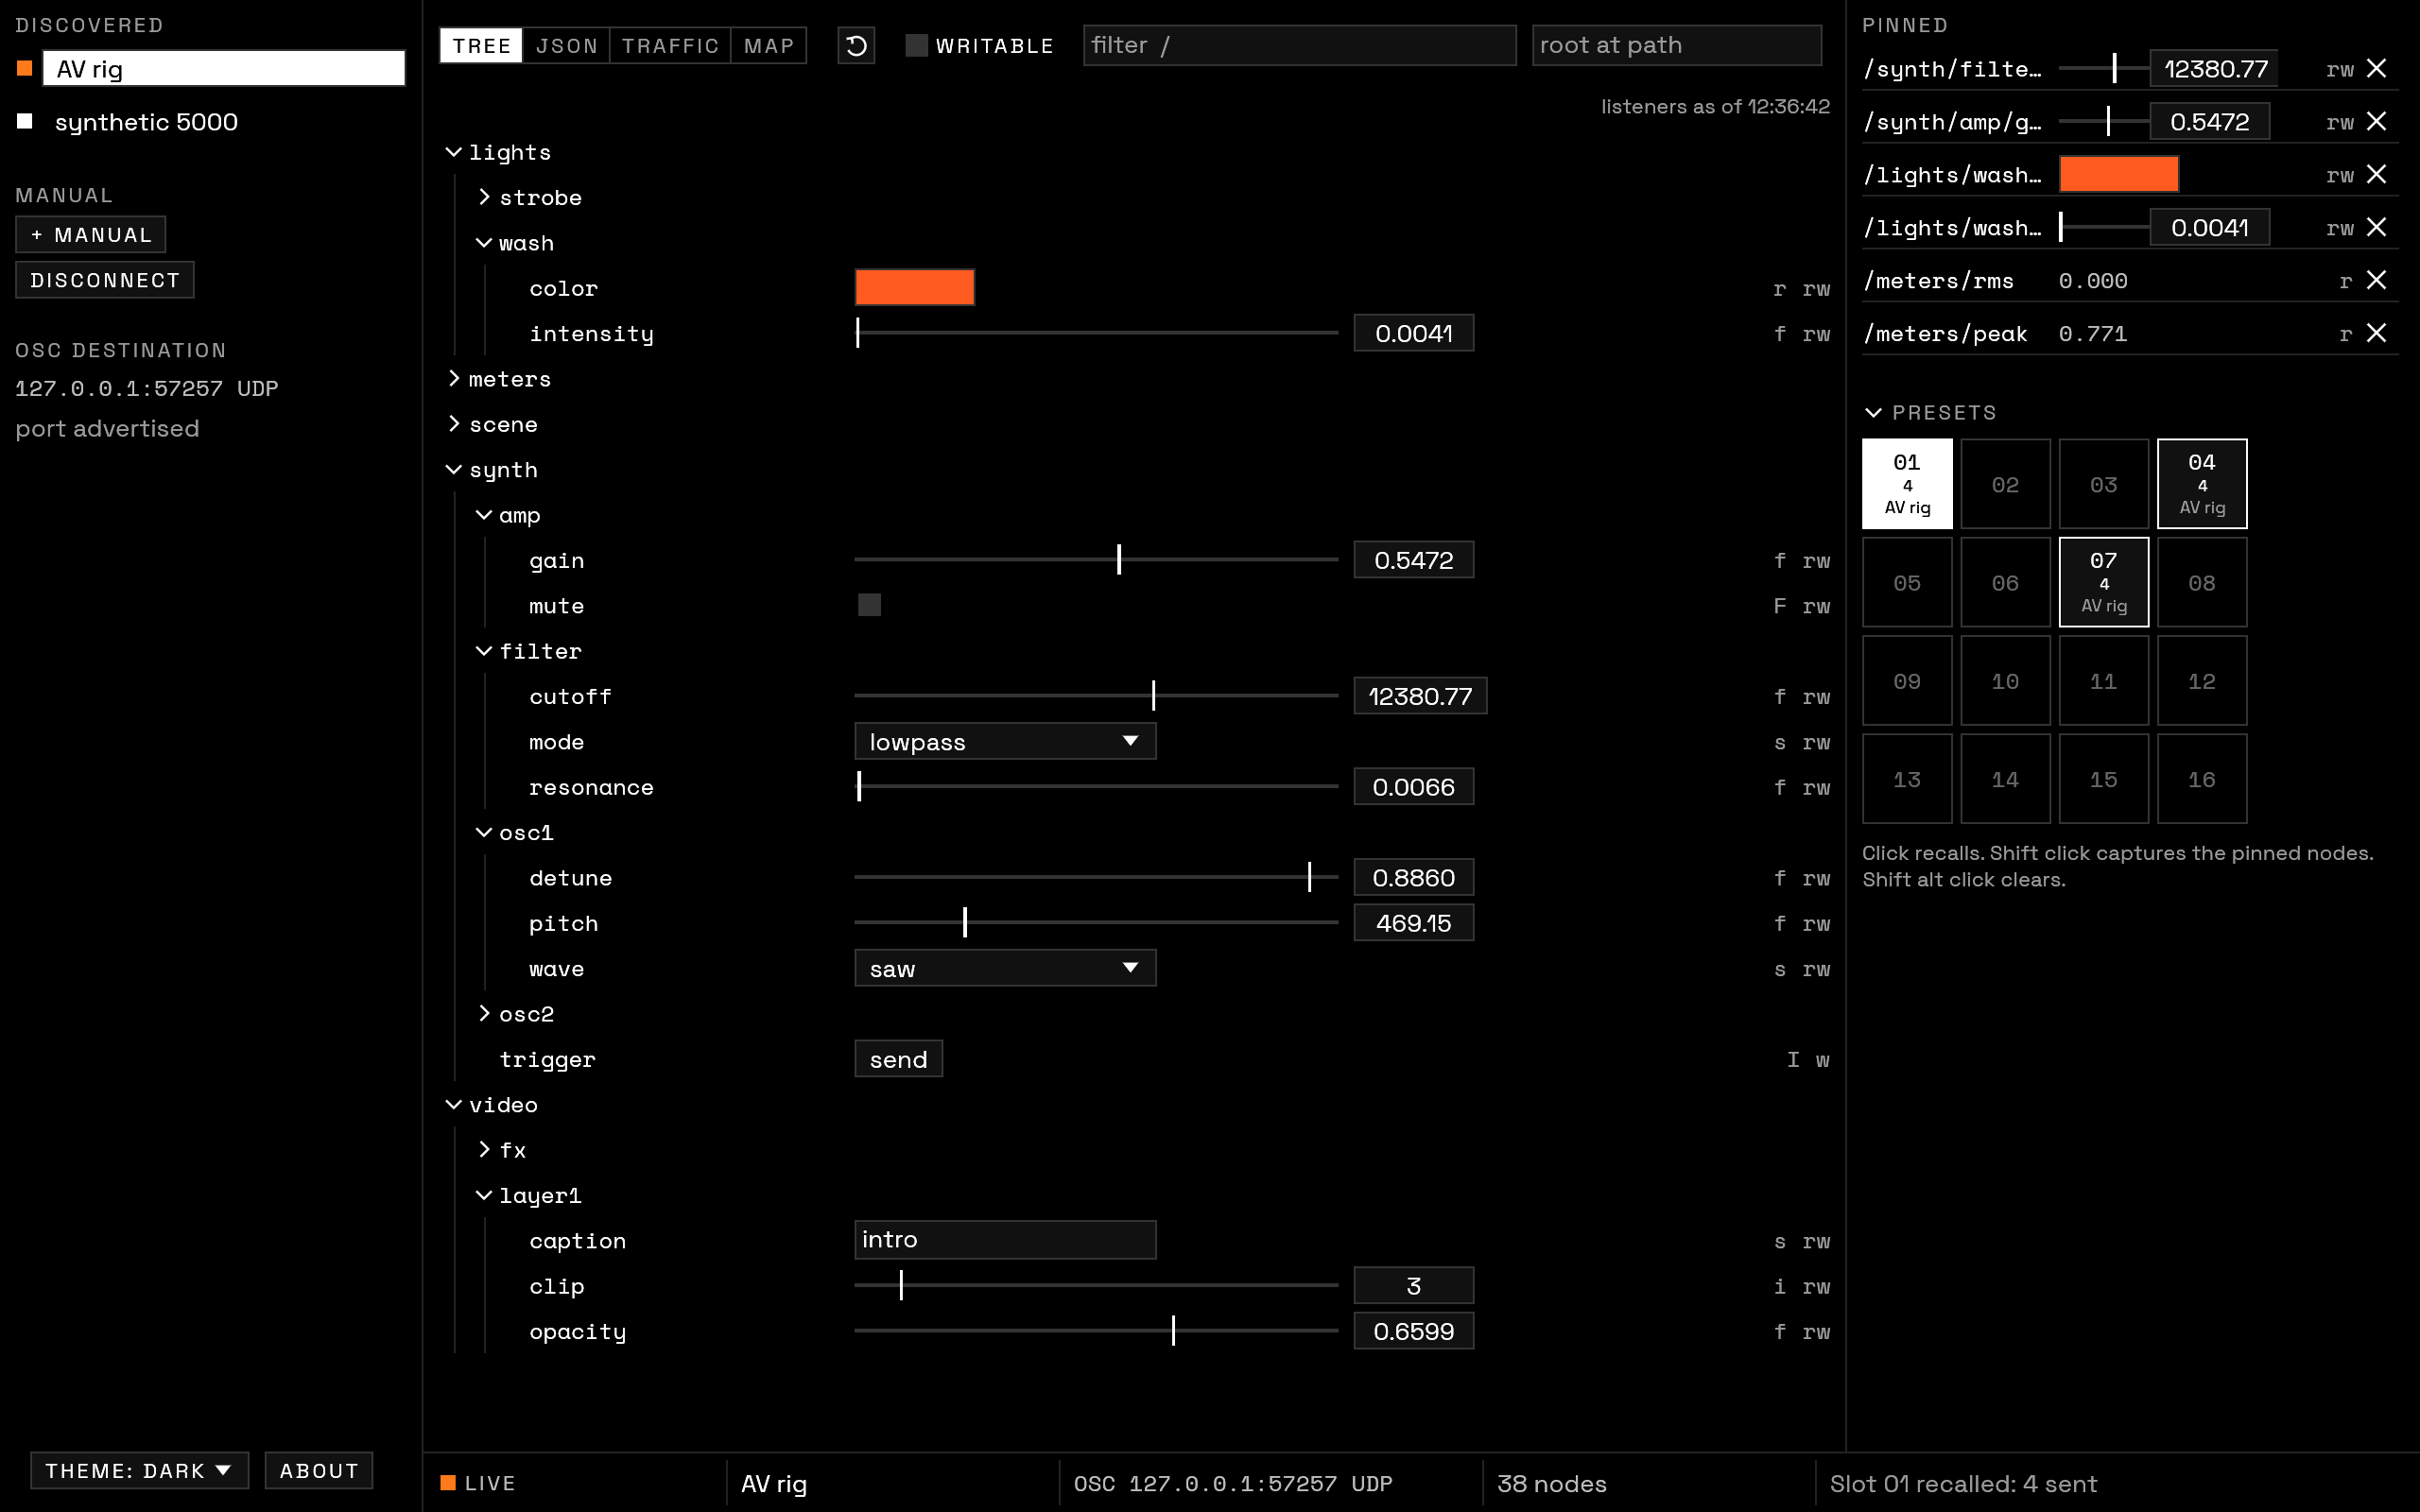 DISCOVERED
AV rig
synthetic 5000
MANUAL
+ MANUAL
DISCONNECT
OSC DESTINATION
127.0.0.1:57257 UDP
port advertised
THEME: DARK
ABOUT
TREE JSON TRAFFIC MAP WRITABLE filter / root at path
listeners as of 12:36:42
lights
strobe
wash
color r rw
intensity 0.0041 f rw
meters
scene
synth
amp
gain 0.5472 f rw
mute F rw
filter
cutoff 12380.77 f rw
mode lowpass s rw
resonance 0.0066 f rw
osc1
detune 0.8860 f rw
pitch 469.15 f rw
wave saw s rw
osc2
trigger send I w
video
fx
layer1
caption intro s rw
clip 3 i rw
opacity 0.6599 f rw
PINNED
/synth/filte… 12380.77 rw
/synth/amp/g… 0.5472 rw
/lights/wash… rw
/lights/wash… 0.0041 rw
/meters/rms 0.000 r
/meters/peak 0.771 r
PRESETS
01 4 AV rig
02
03
04 4 AV rig
05
06
07 4 AV rig
08
09
10
11
12
13
14
15
16
Click recalls. Shift click captures the pinned nodes.
Shift alt click clears.
LIVE AV rig OSC 127.0.0.1:57257 UDP 38 nodes Slot 01 recalled: 4 sent